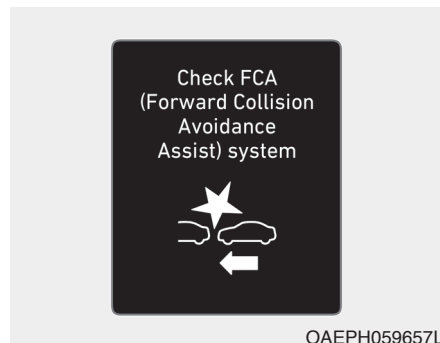 Check FCA
(Forward Collision
Avoidance
Assist) system
OAEPH059657L